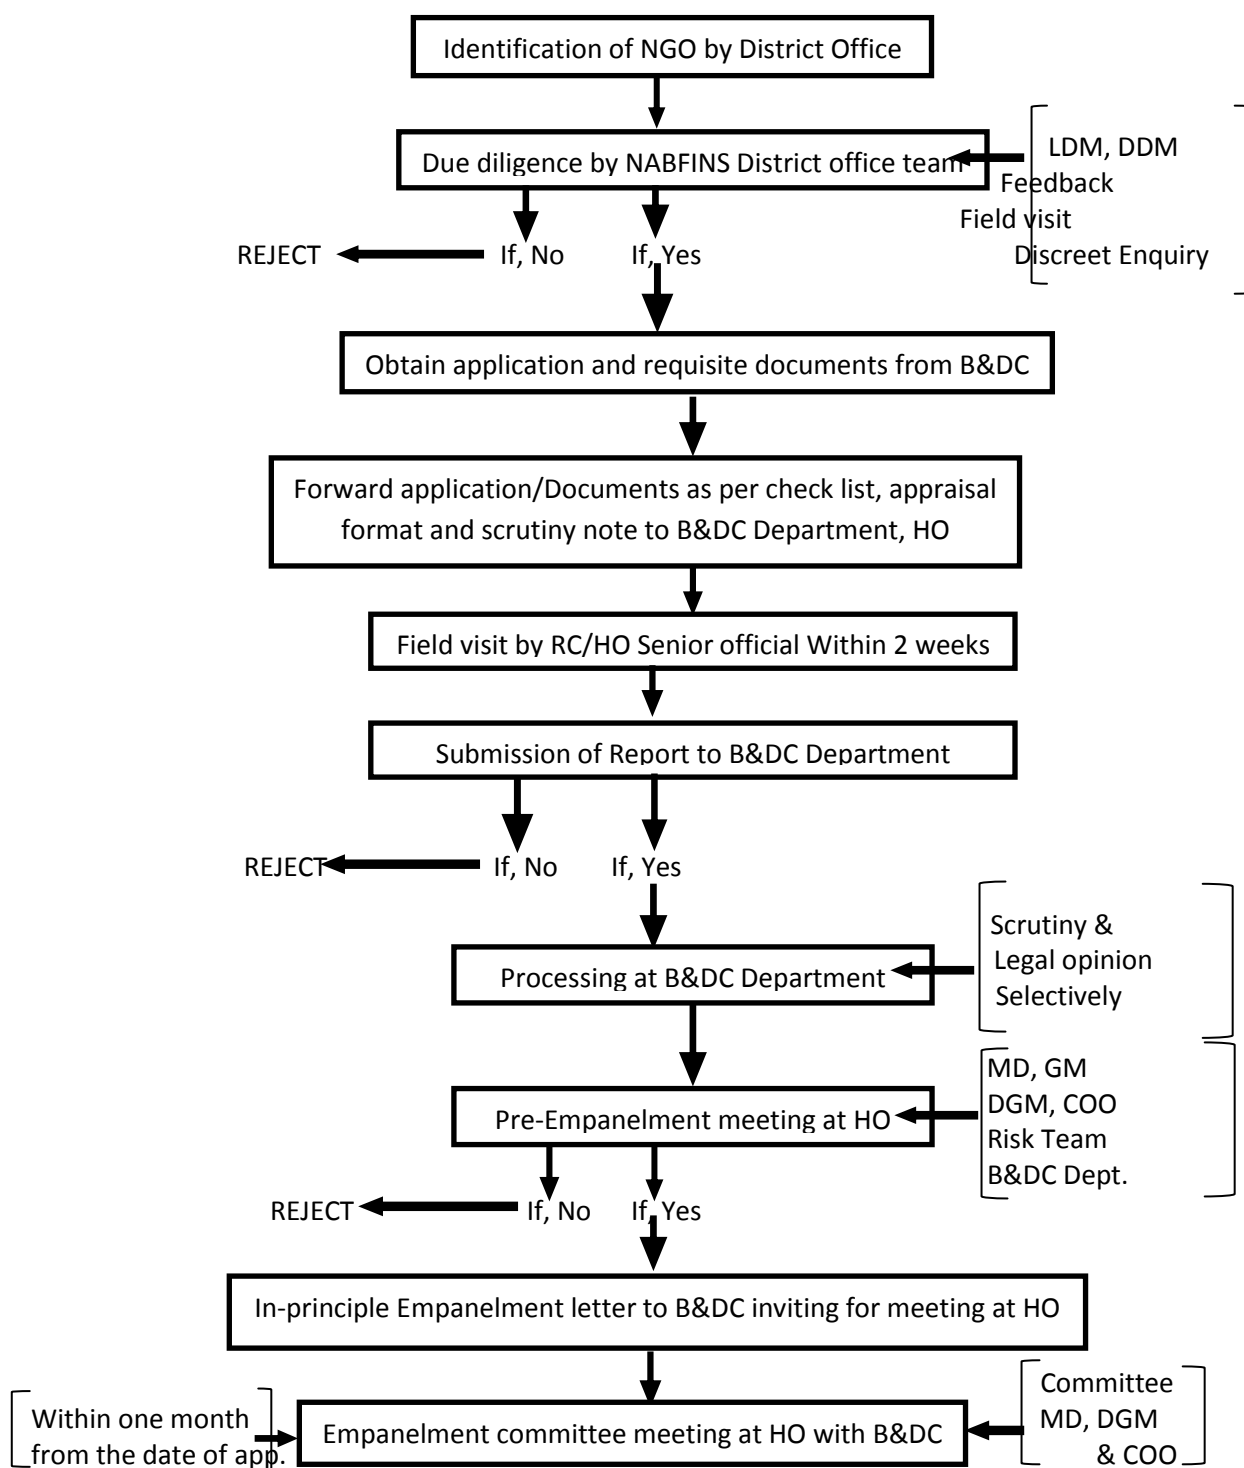 Identification of NGO by District Office
Due diligence by NABFINS District office team
LDM, DDM
Feedback
Field visit
Discreet Enquiry
REJECT
If, No
If, Yes
Obtain application and requisite documents from B&DC
Forward application/Documents as per check list, appraisal
format and scrutiny note to B&DC Department, HO
Field visit by RC/HO Senior official Within 2 weeks
Submission of Report to B&DC Department
REJECT
If, No
If, Yes
Processing at B&DC Department
Scrutiny &
Legal opinion
Selectively
Pre-Empanelment meeting at HO
MD, GM
DGM, COO
Risk Team
B&DC Dept.
REJECT
If, No
If, Yes
In-principle Empanelment letter to B&DC inviting for meeting at HO
Within one month
from the date of app.
Empanelment committee meeting at HO with B&DC
Committee
MD, DGM
& COO